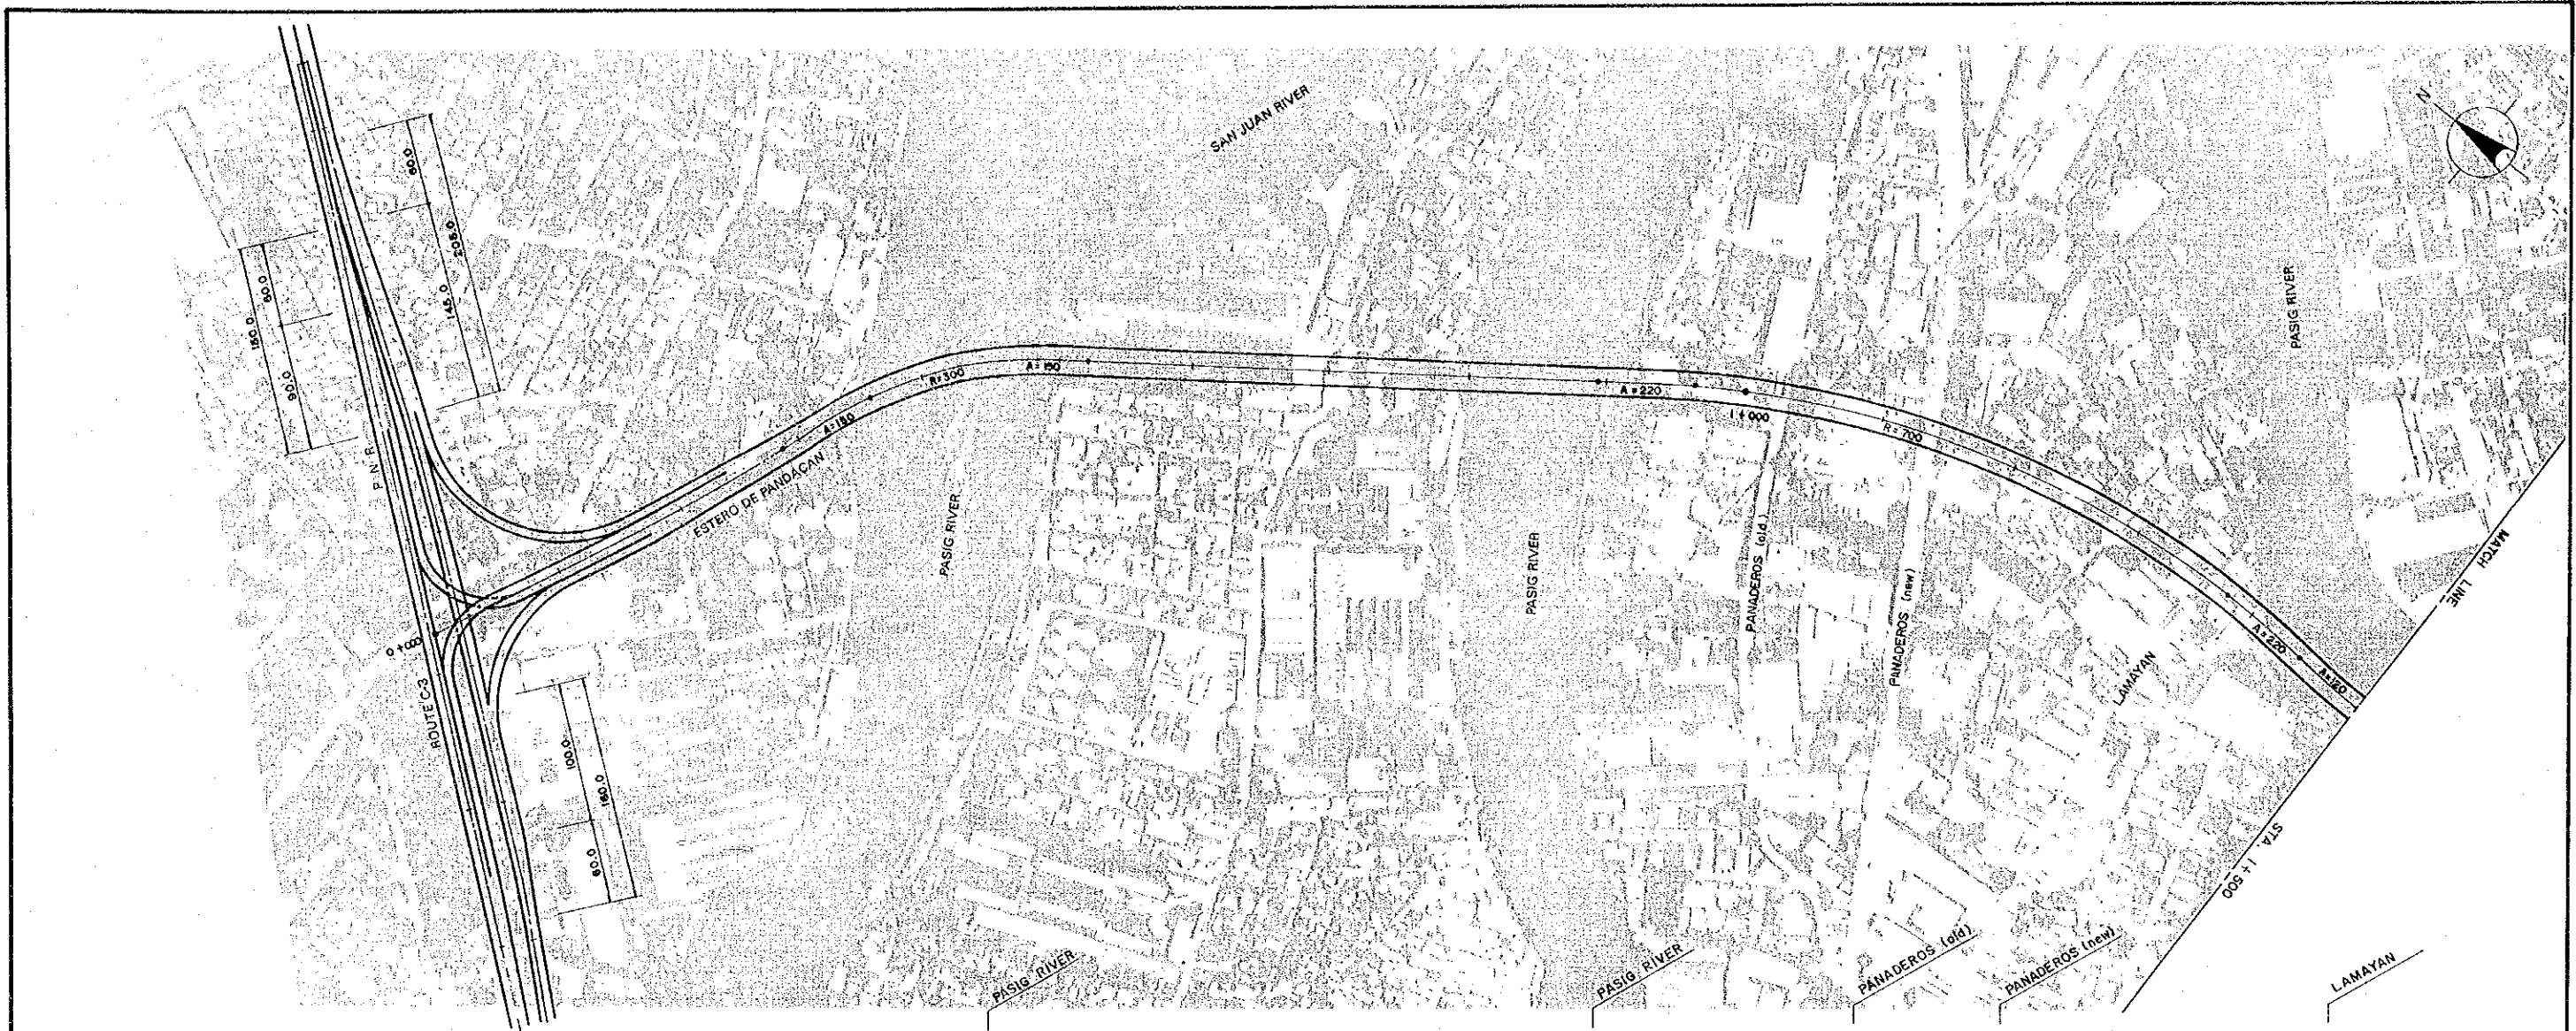 SAN JUAN RIVER
N
60.0
205.0
145.0
60.0
150.0
90.0
P. N. R.
R=300
A=150
A=150
A=220
1+000
R=700
PASIG RIVER
ESTERO DE PANDACAN
PASIG RIVER
PASIG RIVER
PANADEROS (old)
PANADEROS (new)
MATCH LINE
0+000
ROUTE C-3
A=220
A=120
LAMAYAN
100.0
160.0
60.0
STA. 1+500
PASIG RIVER
PASIG RIVER
PANADEROS (old)
PANADEROS (new)
LAMAYAN